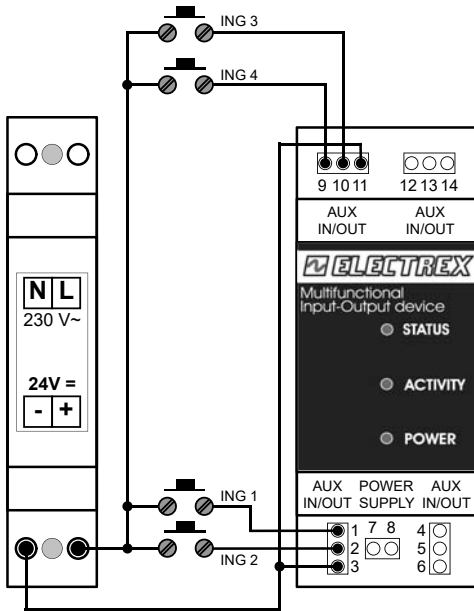 ING 3
ING 4
9 10 11
12 13 14
AUX
IN/OUT
AUX
IN/OUT
ELECTREX
Multifunctional
Input-Output device
STATUS
ACTIVITY
POWER
N L
230 V~
24V =
- +
AUX
IN/OUT
POWER
SUPPLY
AUX
IN/OUT
ING 1
ING 2
1
2
3
7 8
4
5
6